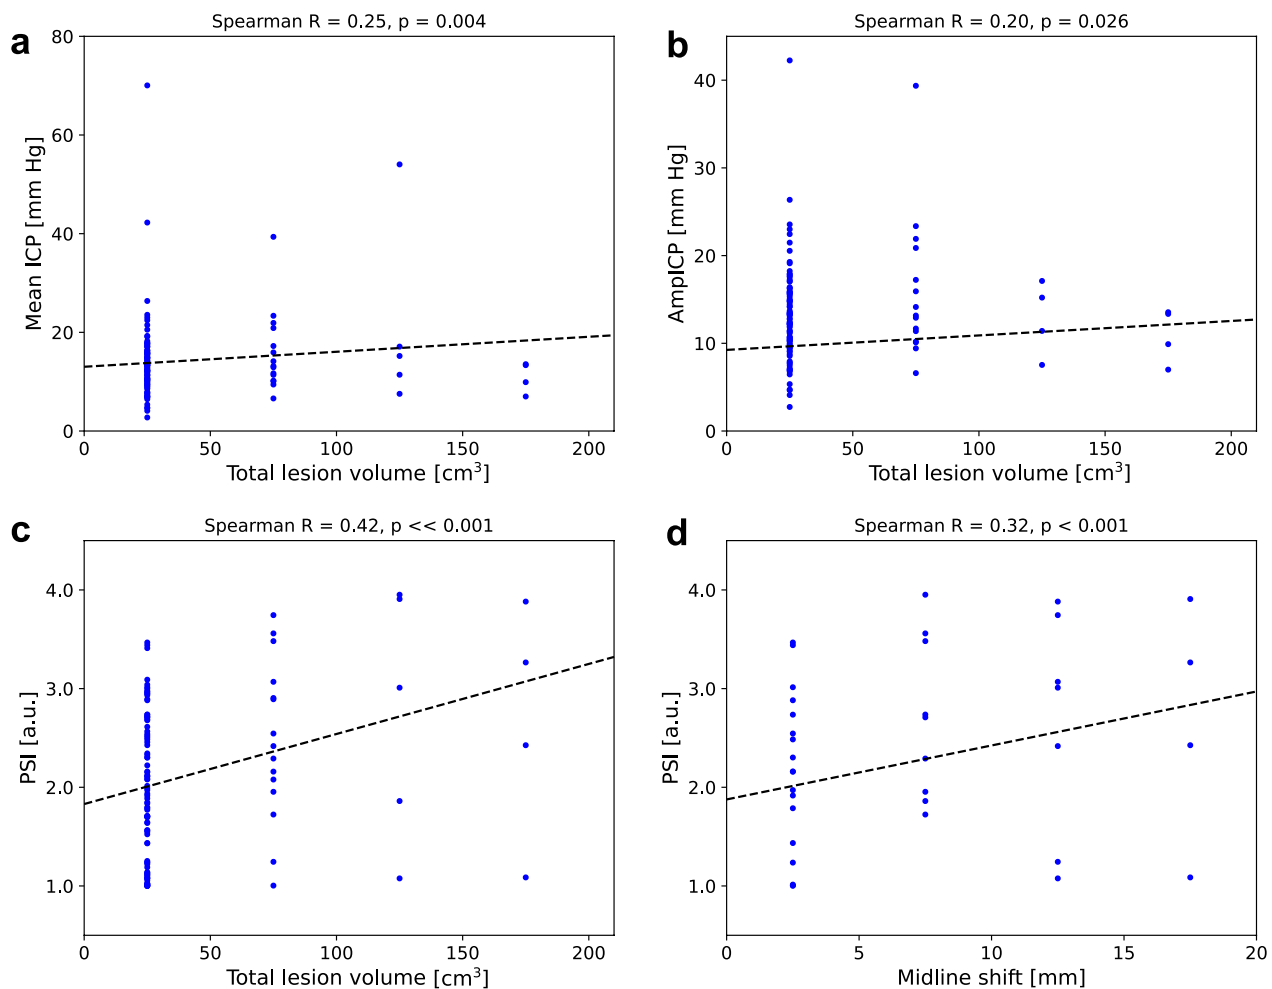 a
Spearman R = 0.25, p = 0.004
80
60
40
20
0
Mean ICP [mm Hg]
0 50 100 150 200
Total lesion volume [cm³]
b
Spearman R = 0.20, p = 0.026
40
30
20
10
0
AmpICP [mm Hg]
0 50 100 150 200
Total lesion volume [cm³]
c
Spearman R = 0.42, p << 0.001
4.0
3.0
2.0
1.0
PSI [a.u.]
0 50 100 150 200
Total lesion volume [cm³]
d
Spearman R = 0.32, p < 0.001
4.0
3.0
2.0
1.0
PSI [a.u.]
0 5 10 15 20
Midline shift [mm]